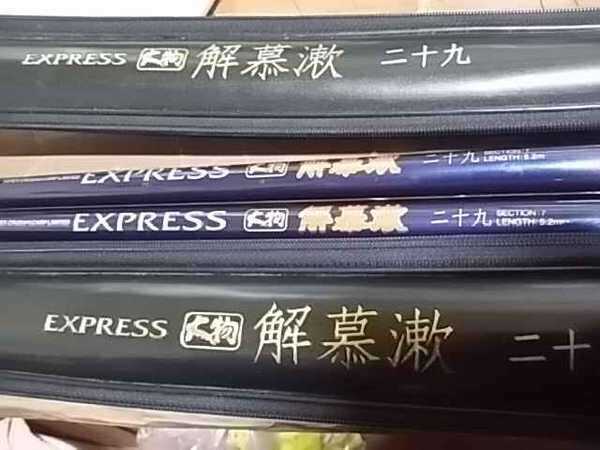 EXPRESS 大物 解慕漱 二十九
EXPRESS 大物 解慕漱 二十九 SECTION : 7
LENGTH: 5.2m
EXPRESS 大物 解慕漱 二十九 SECTION : 7
LENGTH: 5.2m
EXPRESS 大物 解慕漱 二十